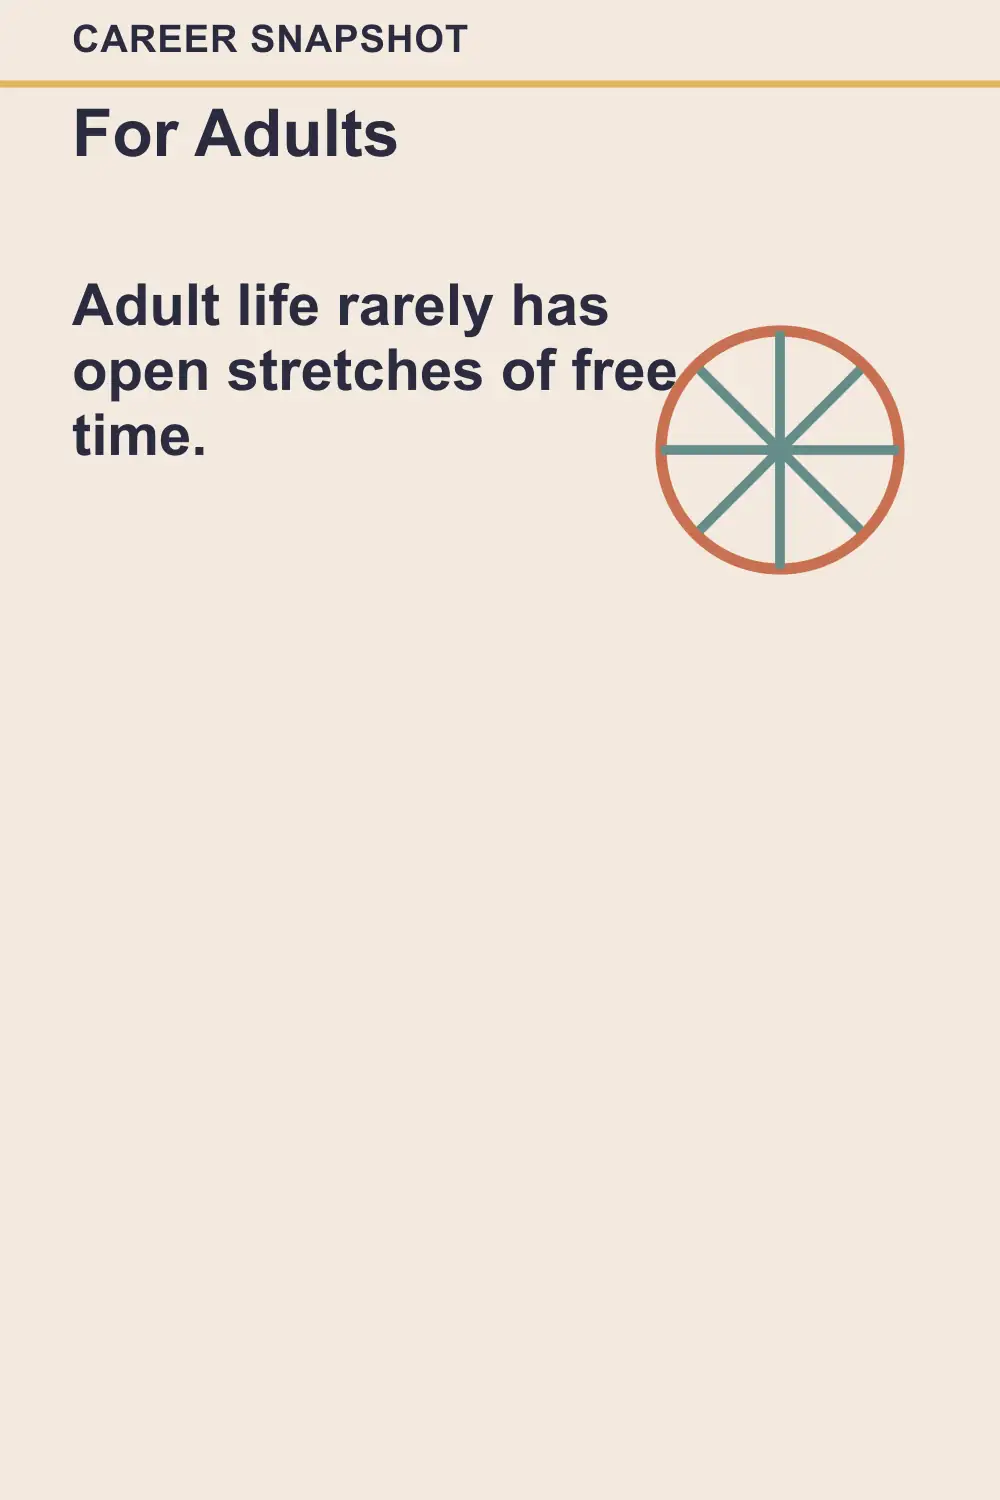 CAREER SNAPSHOT
For Adults
Adult life rarely has
open stretches of free
time.